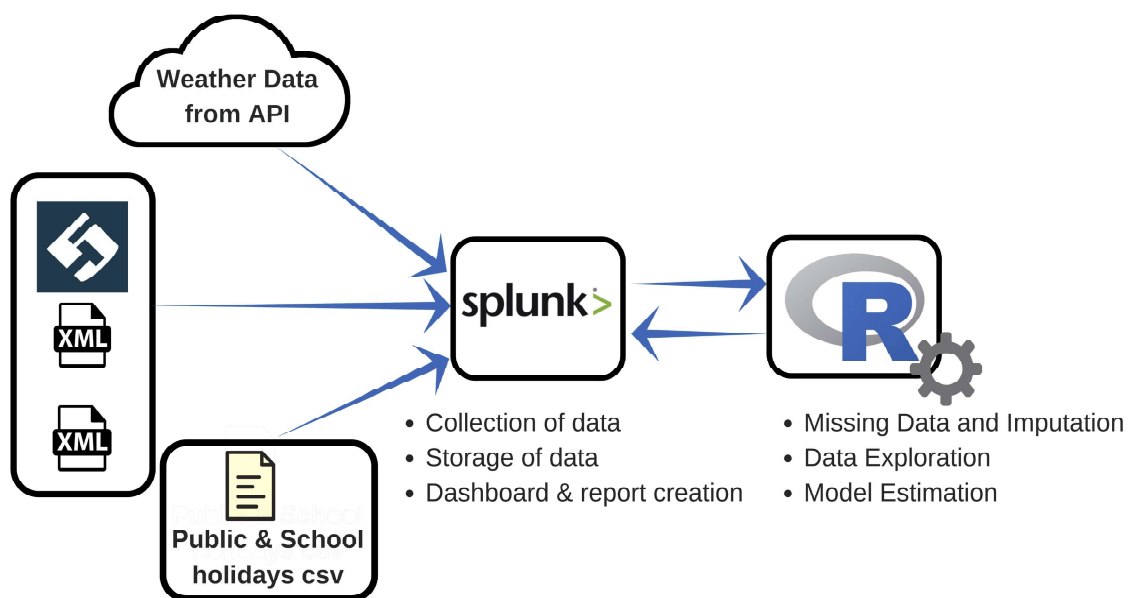 Weather Data
from API
XML
XML
Public & School
holidays csv
splunk>
• Collection of data
• Storage of data
• Dashboard & report creation
R
• Missing Data and Imputation
• Data Exploration
• Model Estimation